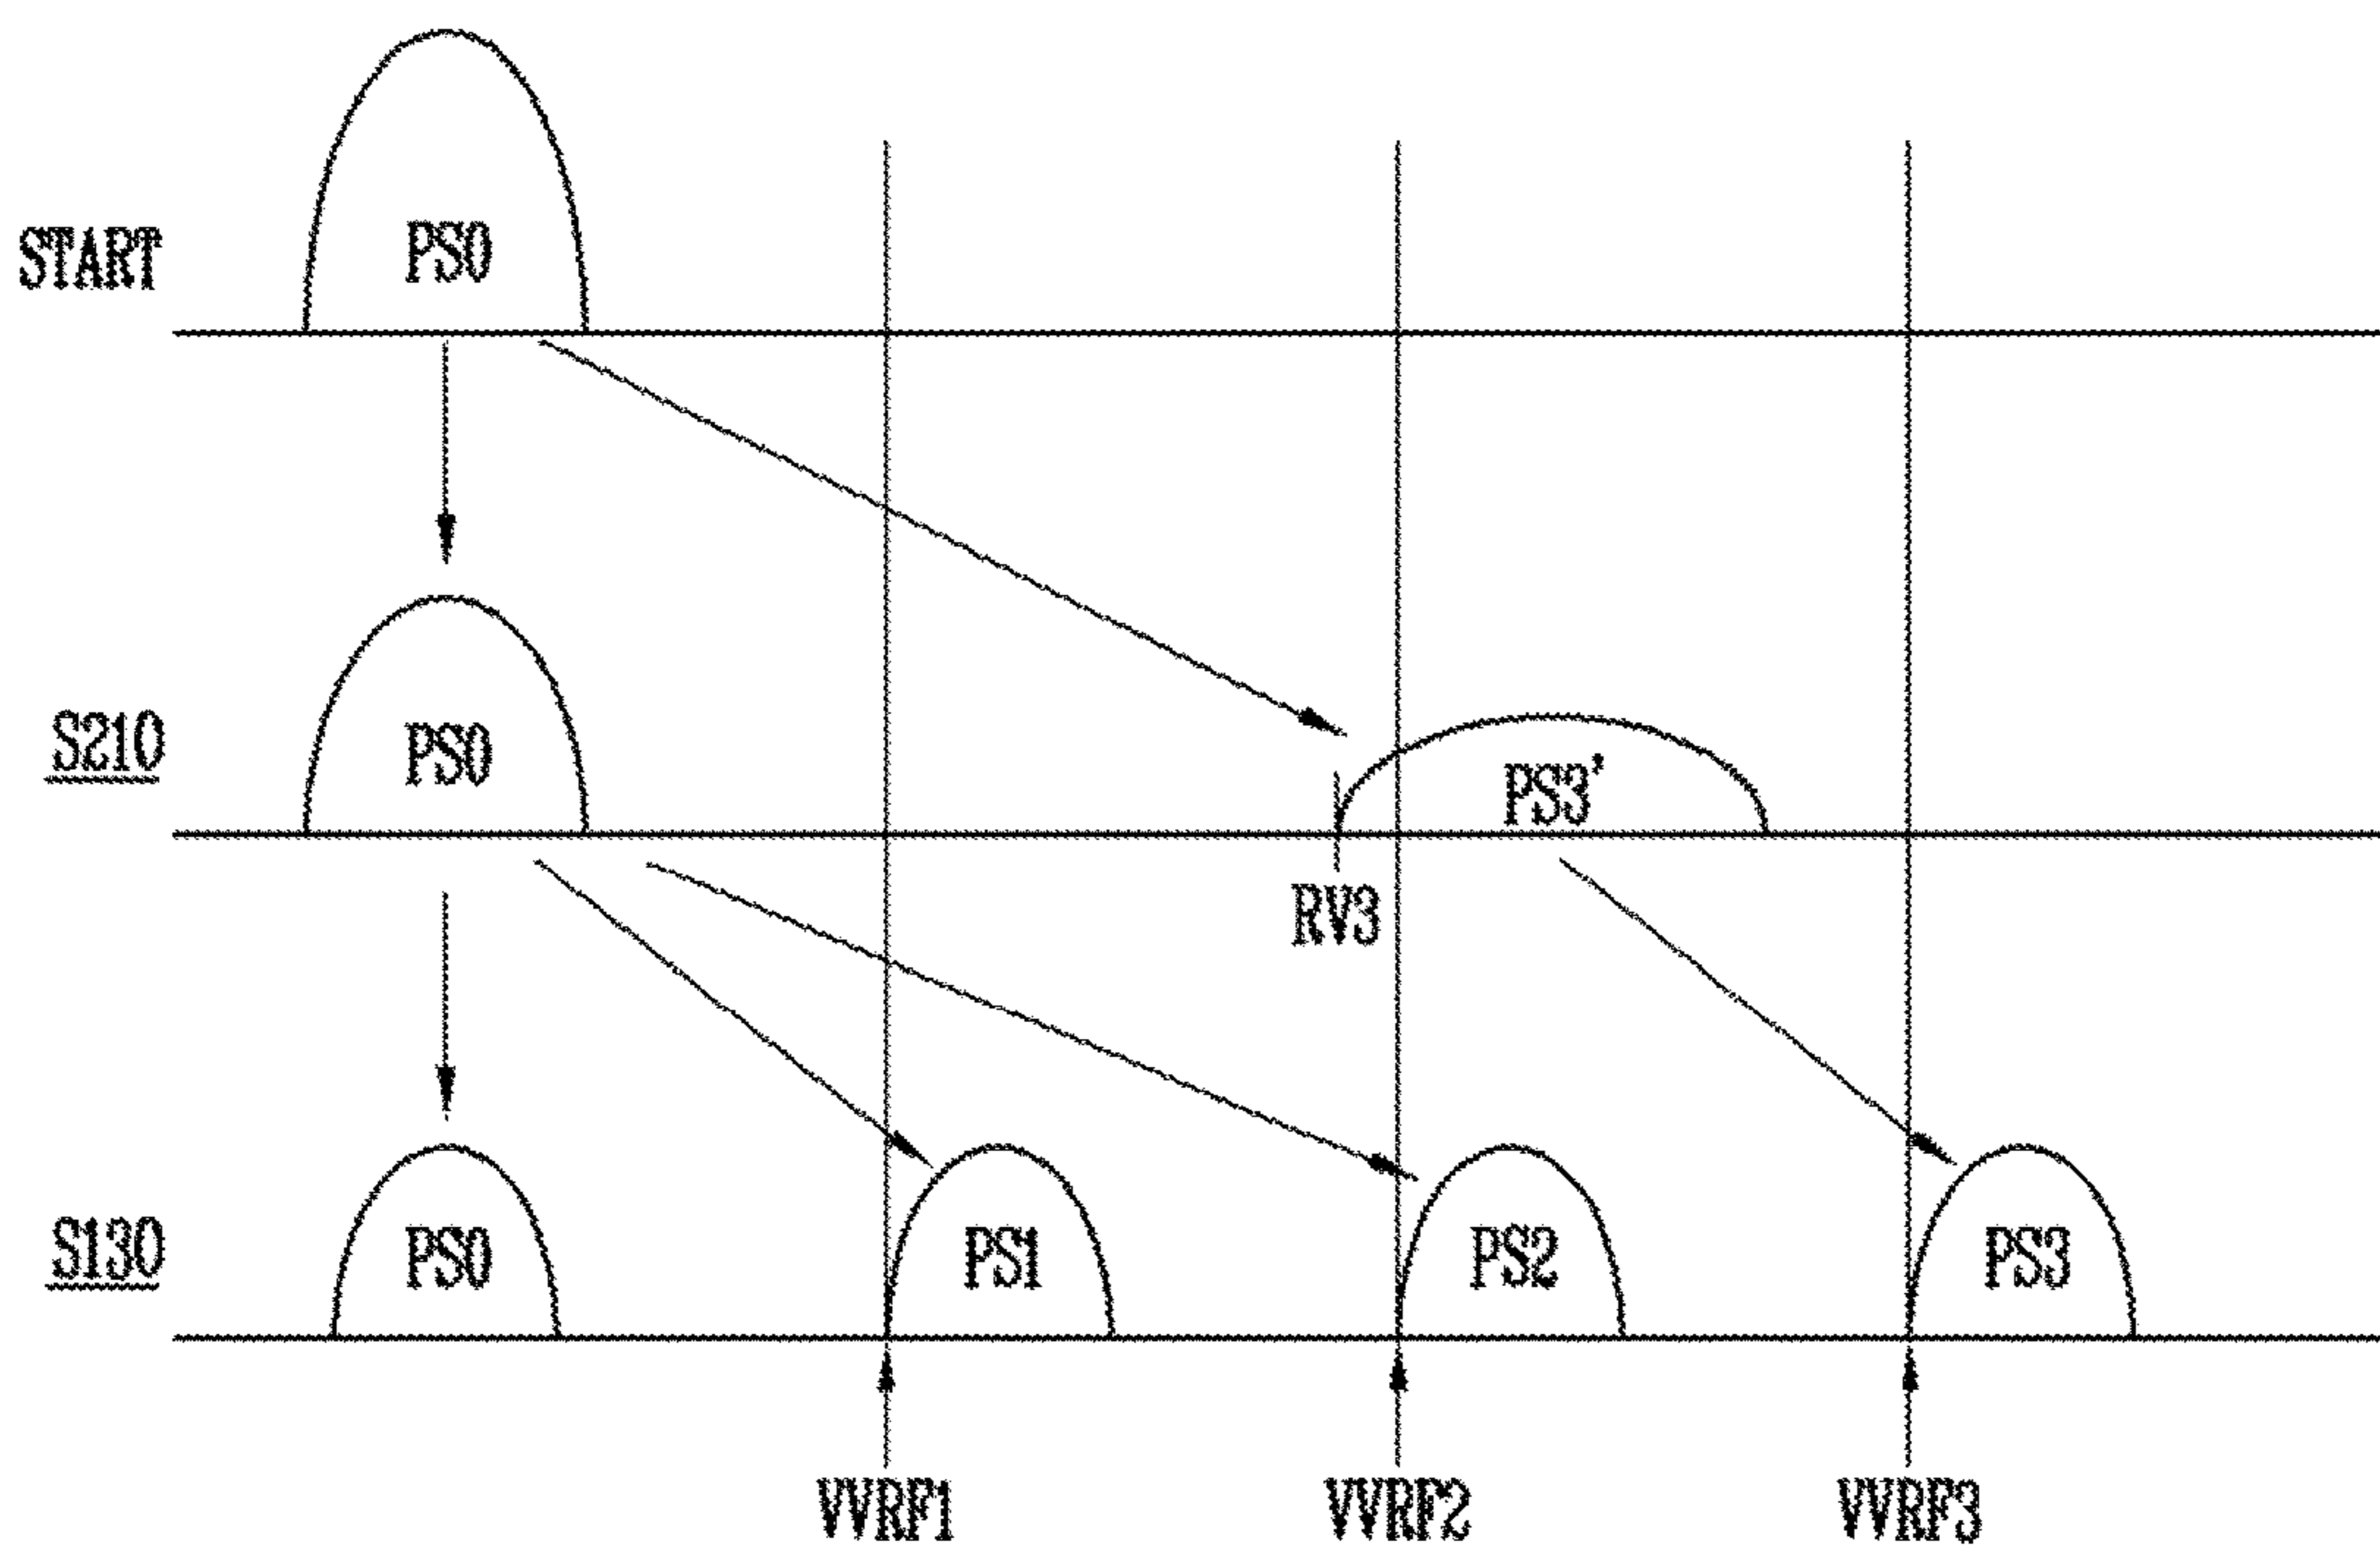 START
PS0
S210
PS0
PS3'
RV3
S130
PS0
PS1
PS2
PS3
VVRF1
VVRF2
VVRF3